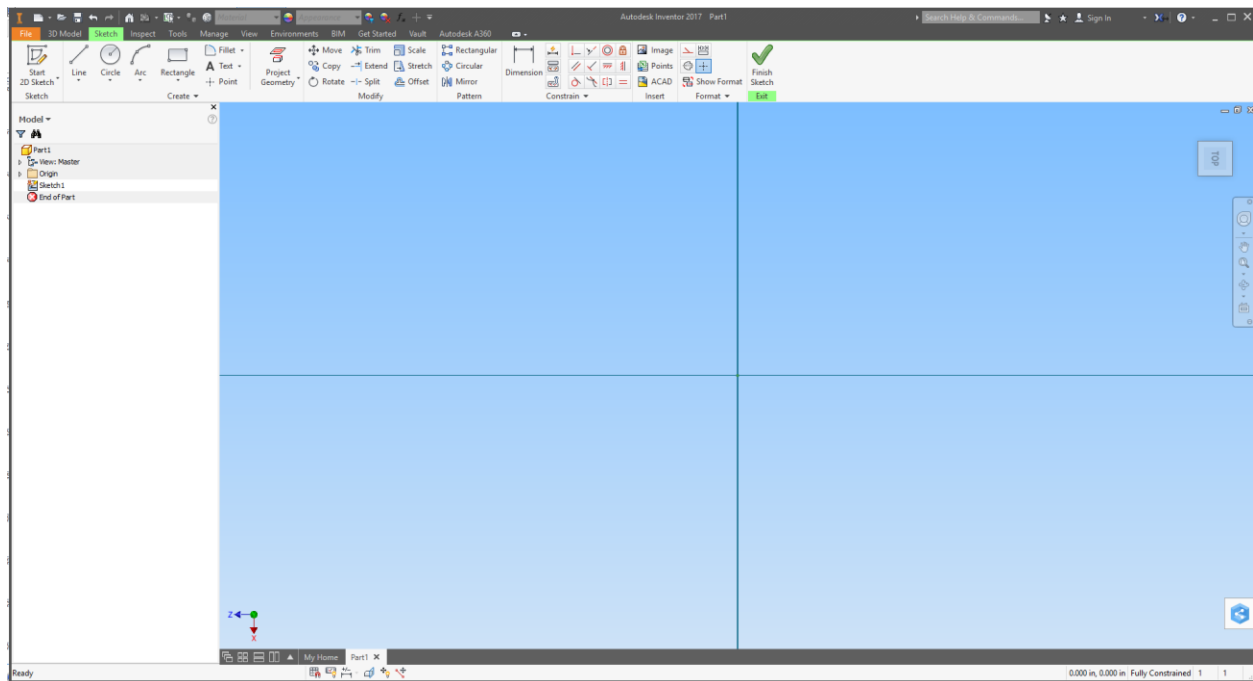 Material Appearance Autodesk Inventor 2017 Part1 Search Help & Commands... Sign In
File 3D Model Sketch Inspect Tools Manage View Environments BIM Get Started Vault Autodesk A360
Start 2D Sketch
Line
Circle
Arc
Rectangle
Fillet
Text
Point
Project Geometry
Move Trim Scale
Copy Extend Stretch
Rotate Split Offset
Rectangular
Circular
Mirror
Dimension
Image
Points
ACAD
Show Format
Finish Sketch
Sketch Create Modify Pattern Constrain Insert Format Exit
Model
Part1
View: Master
Origin
Sketch1
End of Part
TOP
Z
X
My Home Part1
Ready 0.000 in, 0.000 in Fully Constrained 1 1